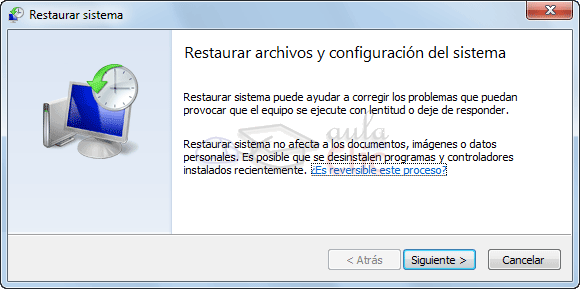 Restaurar sistema
Restaurar archivos y configuración del sistema
Restaurar sistema puede ayudar a corregir los problemas que puedan
provocar que el equipo se ejecute con lentitud o deje de responder.
aula
Restaurar sistema no afecta a los documentos, imágenes o datos
personales. Es posible que se desinstalen programas y controladores
instalados recientemente. ¿Es reversible este proceso?
< Atrás
Siguiente >
Cancelar